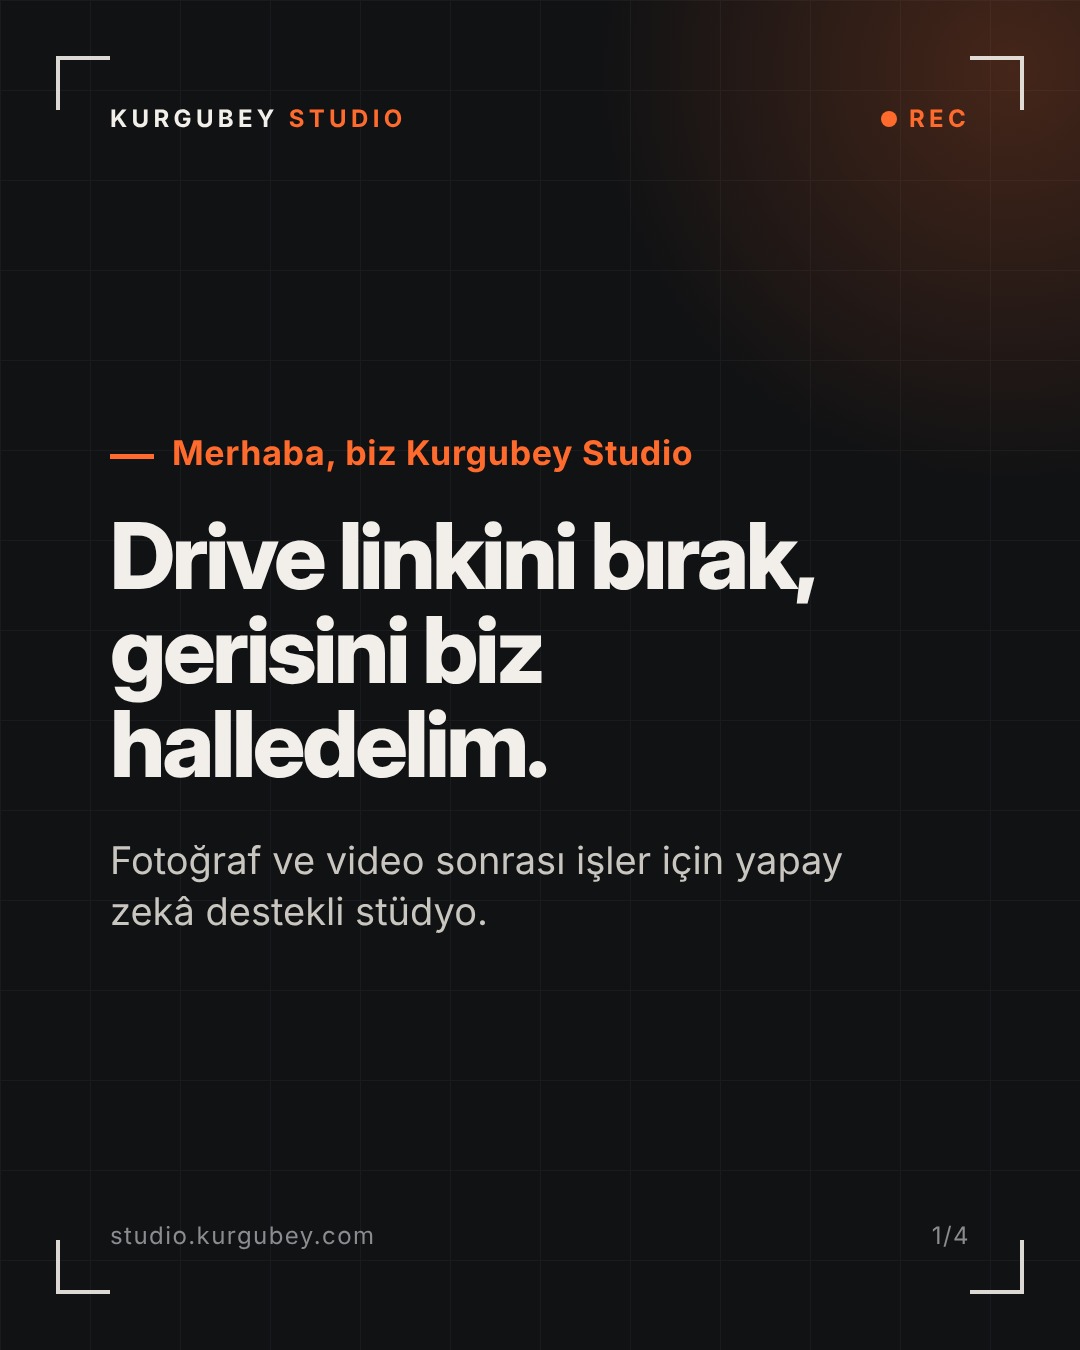 KURGUBEY STUDIO
REC
Merhaba, biz Kurgubey Studio
Drive linkini bırak,
gerisini biz
halledelim.
Fotoğraf ve video sonrası işler için yapay
zekâ destekli stüdyo.
studio.kurgubey.com
1/4